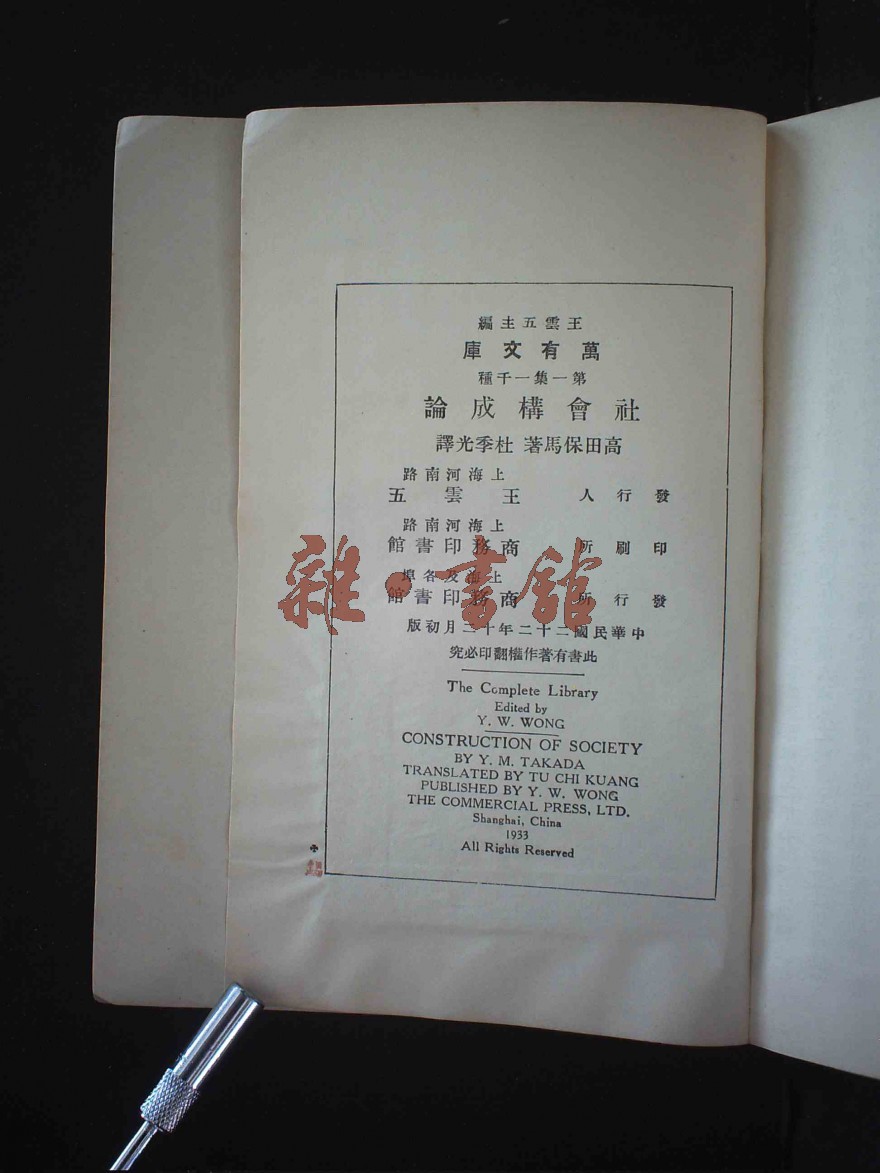 王雲五主編
萬有文庫
第一集一千種
社會構成論
高田保馬著 杜季光譯
上海河南路
發行人 王雲五
上海河南路
印刷所 商務印書館
上海及各埠
發行所 商務印書館
中華民國二十二年十二月初版
此書有著作權翻印必究
The Complete Library
Edited by
Y. W. WONG
CONSTRUCTION OF SOCIETY
BY Y. M. TAKADA
TRANSLATED BY TU CHI KUANG
PUBLISHED BY Y. W. WONG
THE COMMERCIAL PRESS, LTD.
Shanghai, China
1933
All Rights Reserved
雜·書館